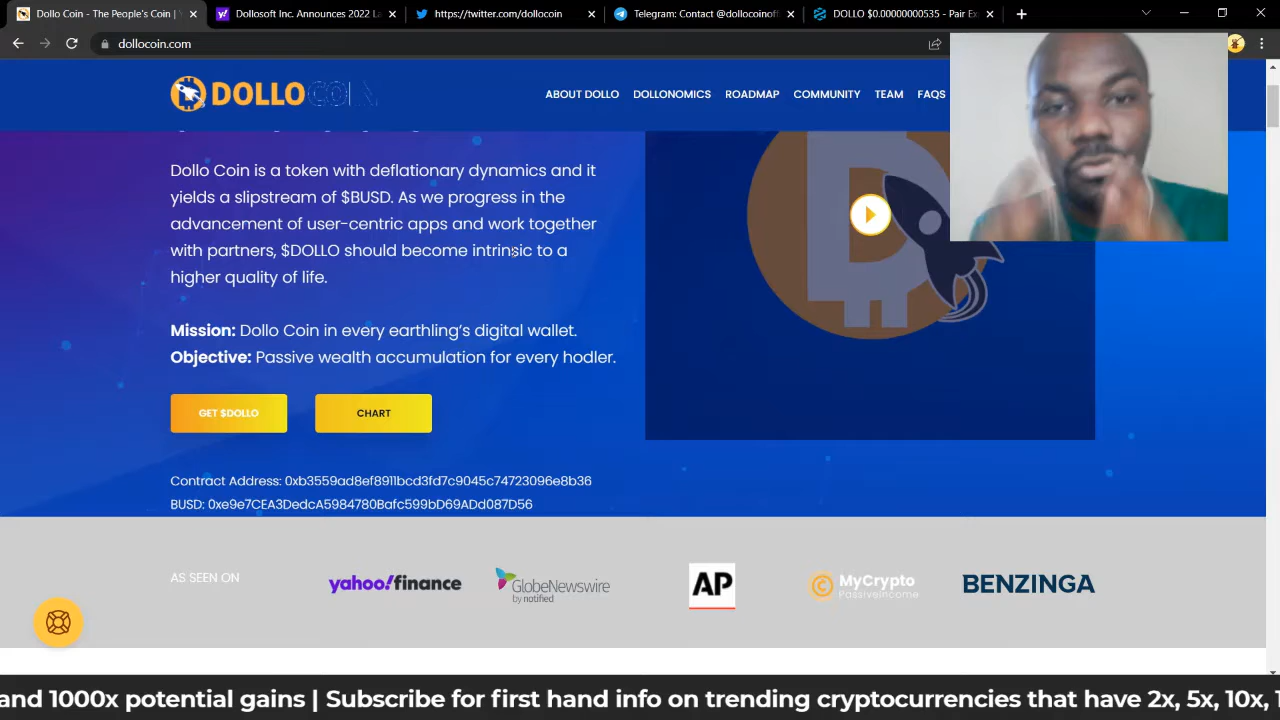 Dollo Coin - The People's Coin |
Dollosoft Inc. Announces 2022 La
https://twitter.com/dollocoin
Telegram: Contact @dollocoinoff
DOLLO $0.0000000535 - Pair Ex
dollocoin.com
DOLLO COIN
ABOUT DOLLO
DOLLONOMICS
ROADMAP
COMMUNITY
TEAM
FAQS
Dollo Coin is a token with deflationary dynamics and it
yields a slipstream of $BUSD. As we progress in the
advancement of user-centric apps and work together
with partners, $DOLLO should become intrinsic to a
higher quality of life.
Mission: Dollo Coin in every earthling’s digital wallet.
Objective: Passive wealth accumulation for every hodler.
GET $DOLLO
CHART
Contract Address: 0xb3559ad8ef8911bcd3fd7c9045c74723096e8b36
BUSD: 0xe9e7CEA3DedcA5984780Bafc599bD69ADd087D56
AS SEEN ON
yahoo!finance
GlobeNewswire
by notified
AP
MyCrypto
PassiveIncome
BENZINGA
and 1000x potential gains | Subscribe for first hand info on trending cryptocurrencies that have 2x, 5x, 10x,